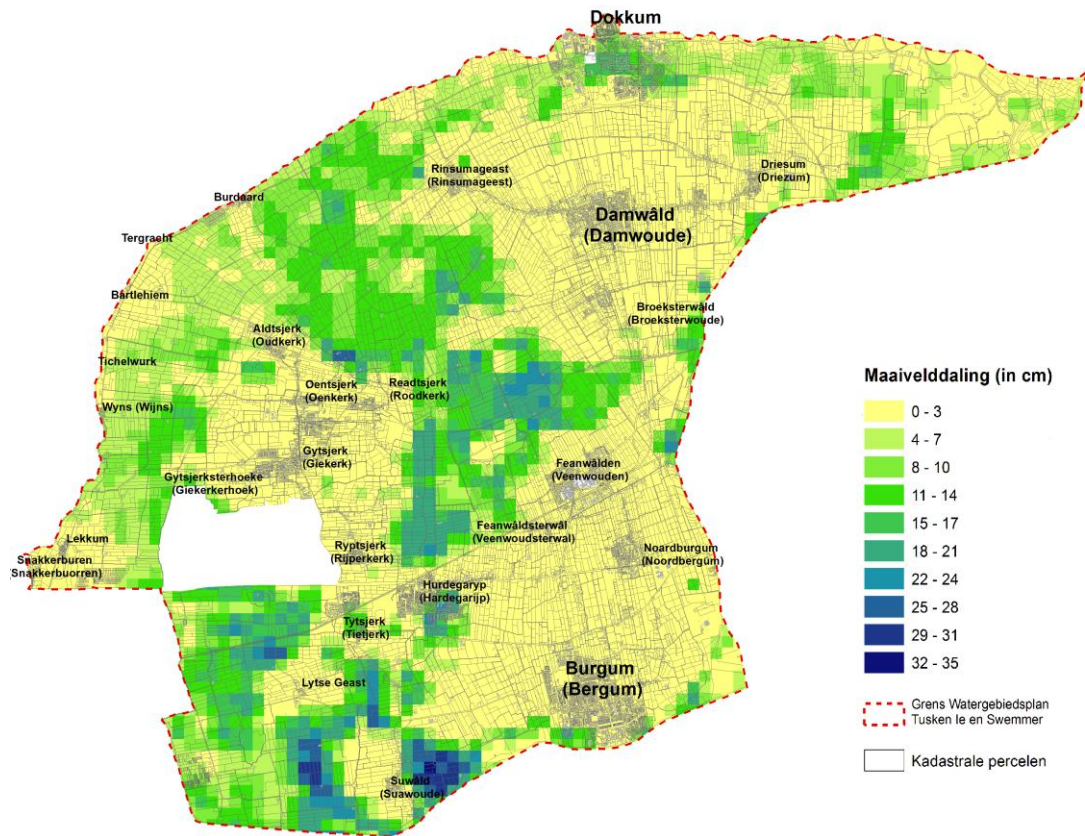 Dokkum
Rinsumageast
(Rinsumageest)
Driesum
(Driezum)
Burdaard
Damwâld
(Damwoude)
Tergraeht
Bartlehiem
Broeksterwâld
(Broeksterwoude)
Aldtsjerk
(Oudkerk)
Tichelwurk
Oentsjerk
(Oenkerk)
Readtsjerk
(Roodkerk)
Wyns (Wijns)
Gytsjerk
(Giekerk)
Feanwâlden
(Veenwouden)
Gytsjerksterhoeke
(Giekerkerhoek)
Feanwâldsterwâl
(Veenwoudsterwal)
Lekkum
Snakkerburen
(Snakkerbuorren)
Ryptsjerk
(Rijperkerk)
Noardburgum
(Noordbergum)
Hurdegaryp
(Hardegarijp)
Tytsjerk
(Tietjerk)
Burgum
(Bergum)
Lytse Geast
Suwâld
(Suawoude)
Maaivelddaling (in cm)
0 - 3
4 - 7
8 - 10
11 - 14
15 - 17
18 - 21
22 - 24
25 - 28
29 - 31
32 - 35
Grens Watergebiedsplan
Tusken Ie en Swemmer
Kadastrale percelen